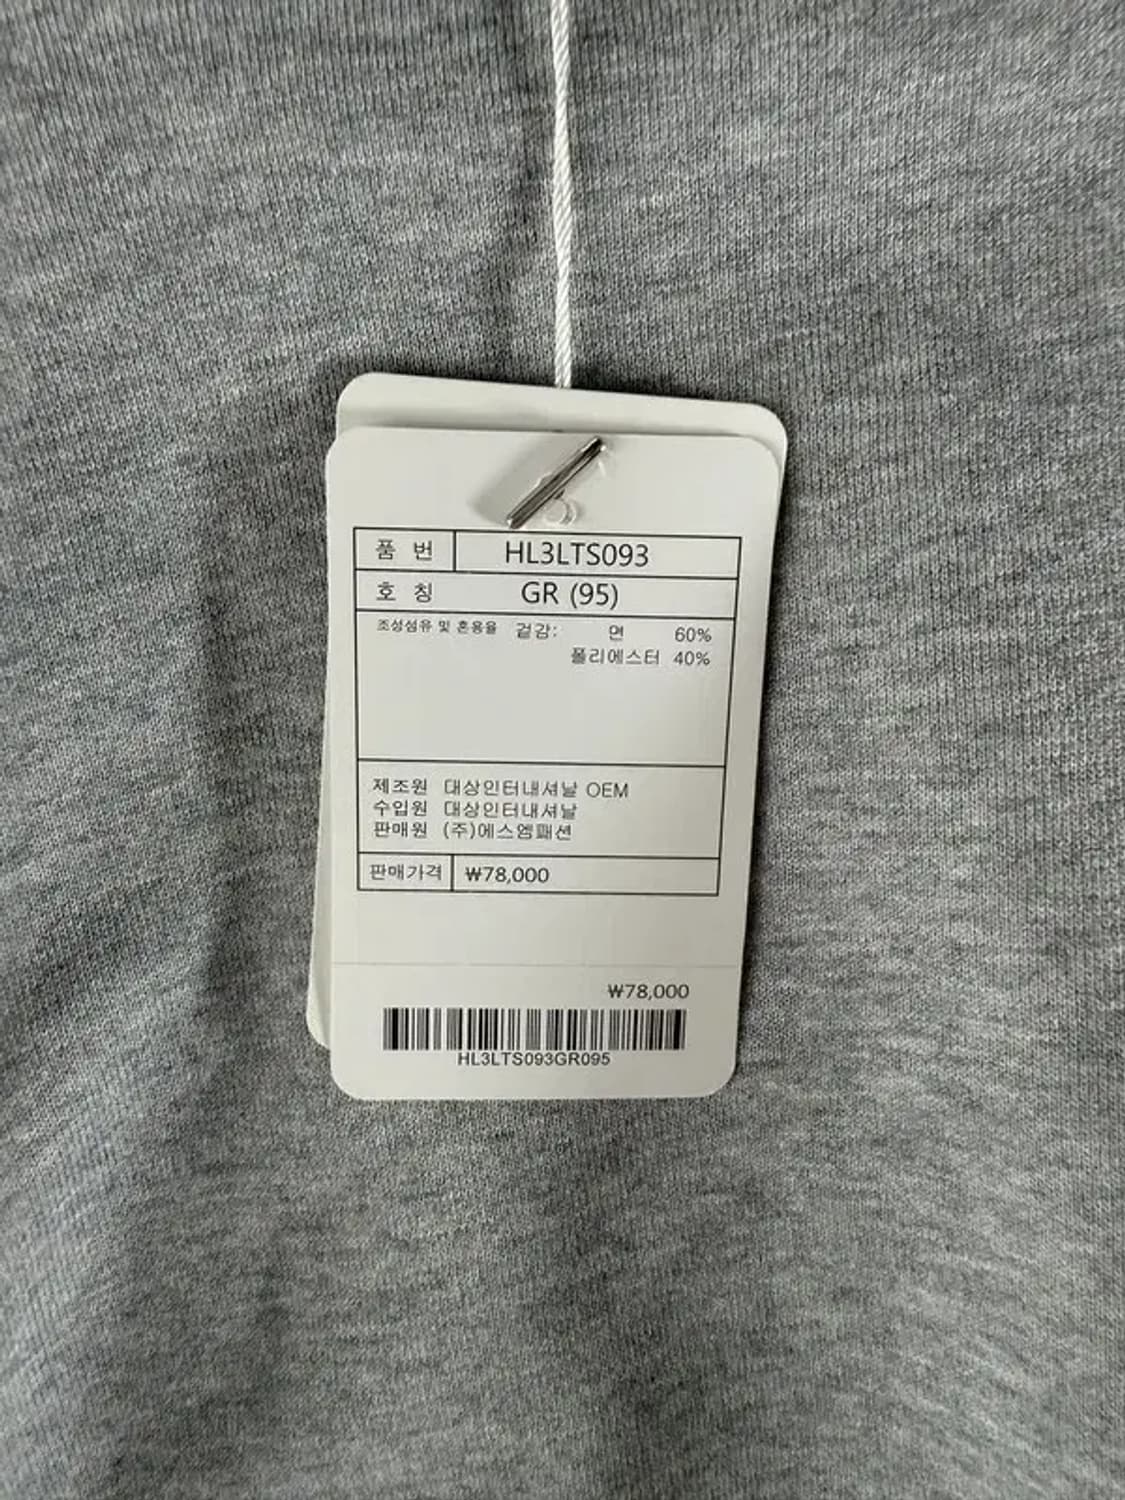 품 번 HL3LTS093
호 칭 GR (95)
조성섬유 및 혼용율 겉감: 면 60%
폴리에스터 40%
제조원 대상인터내셔날 OEM
수입원 대상인터내셔날
판매원 (주)에스엠패션
판매가격 ₩78,000
₩78,000
HL3LTS093GR095